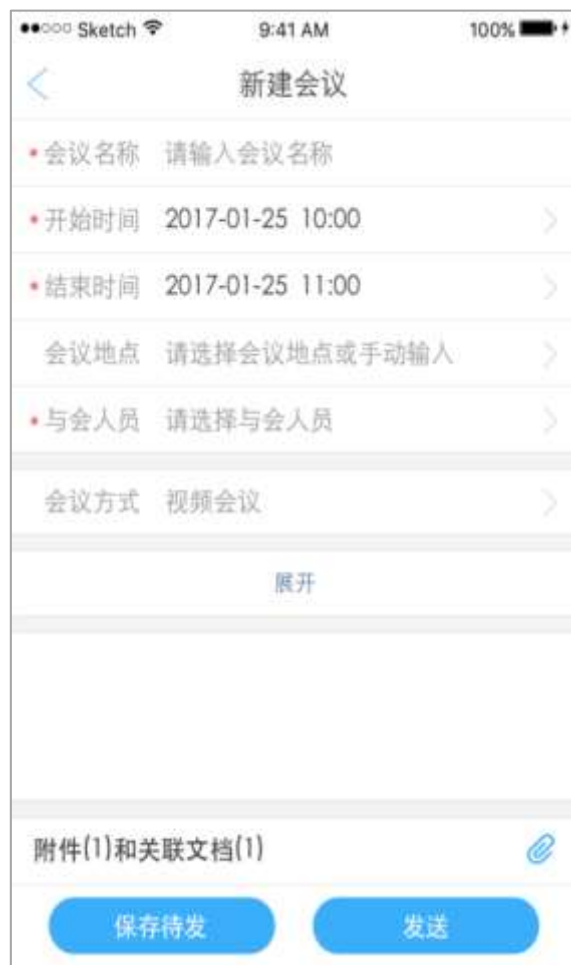 Sketch 9:41 AM 100%
新建会议
会议名称 请输入会议名称
开始时间 2017-01-25 10:00
结束时间 2017-01-25 11:00
会议地点 请选择会议地点或手动输入
与会人员 请选择与会人员
会议方式 视频会议
展开
附件(1)和关联文档(1)
保存待发 发送